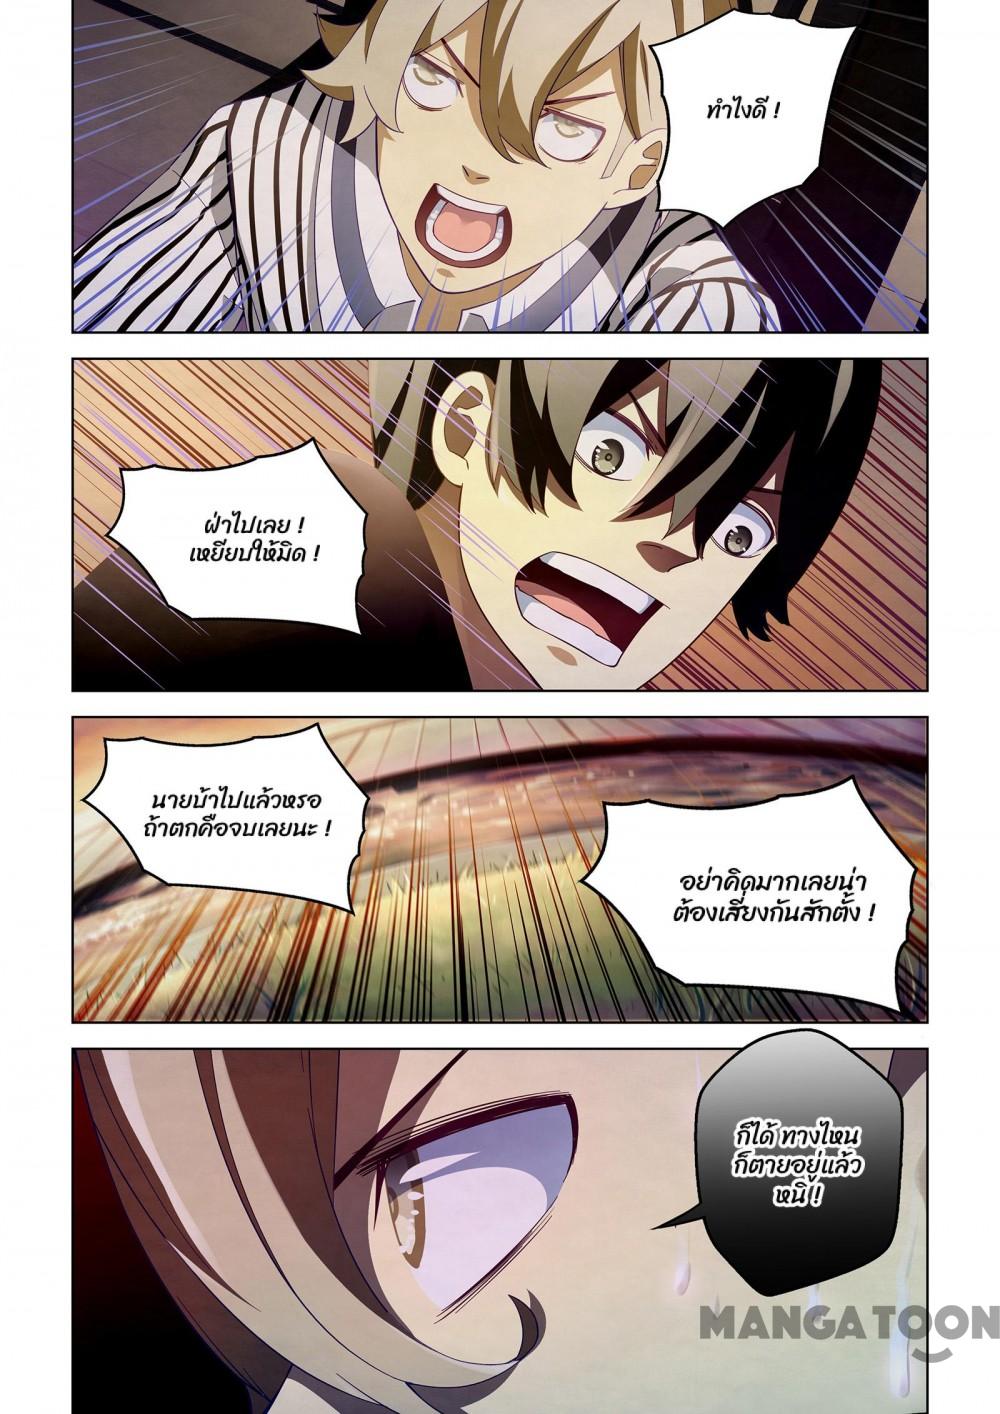 ทำไงดี !
ฝ่าไปเลย !
เหยียบให้มิด !
นายบ้าไปแล้วหรอ
ถ้าตกคือจบเลยนะ !
อย่าคิดมากเลยน่า
ต้องเสี่ยงกันสักตั้ง !
ก็ได้ ทางไหน
ก็ตายอยู่แล้ว
หนิ !
MANGATOON